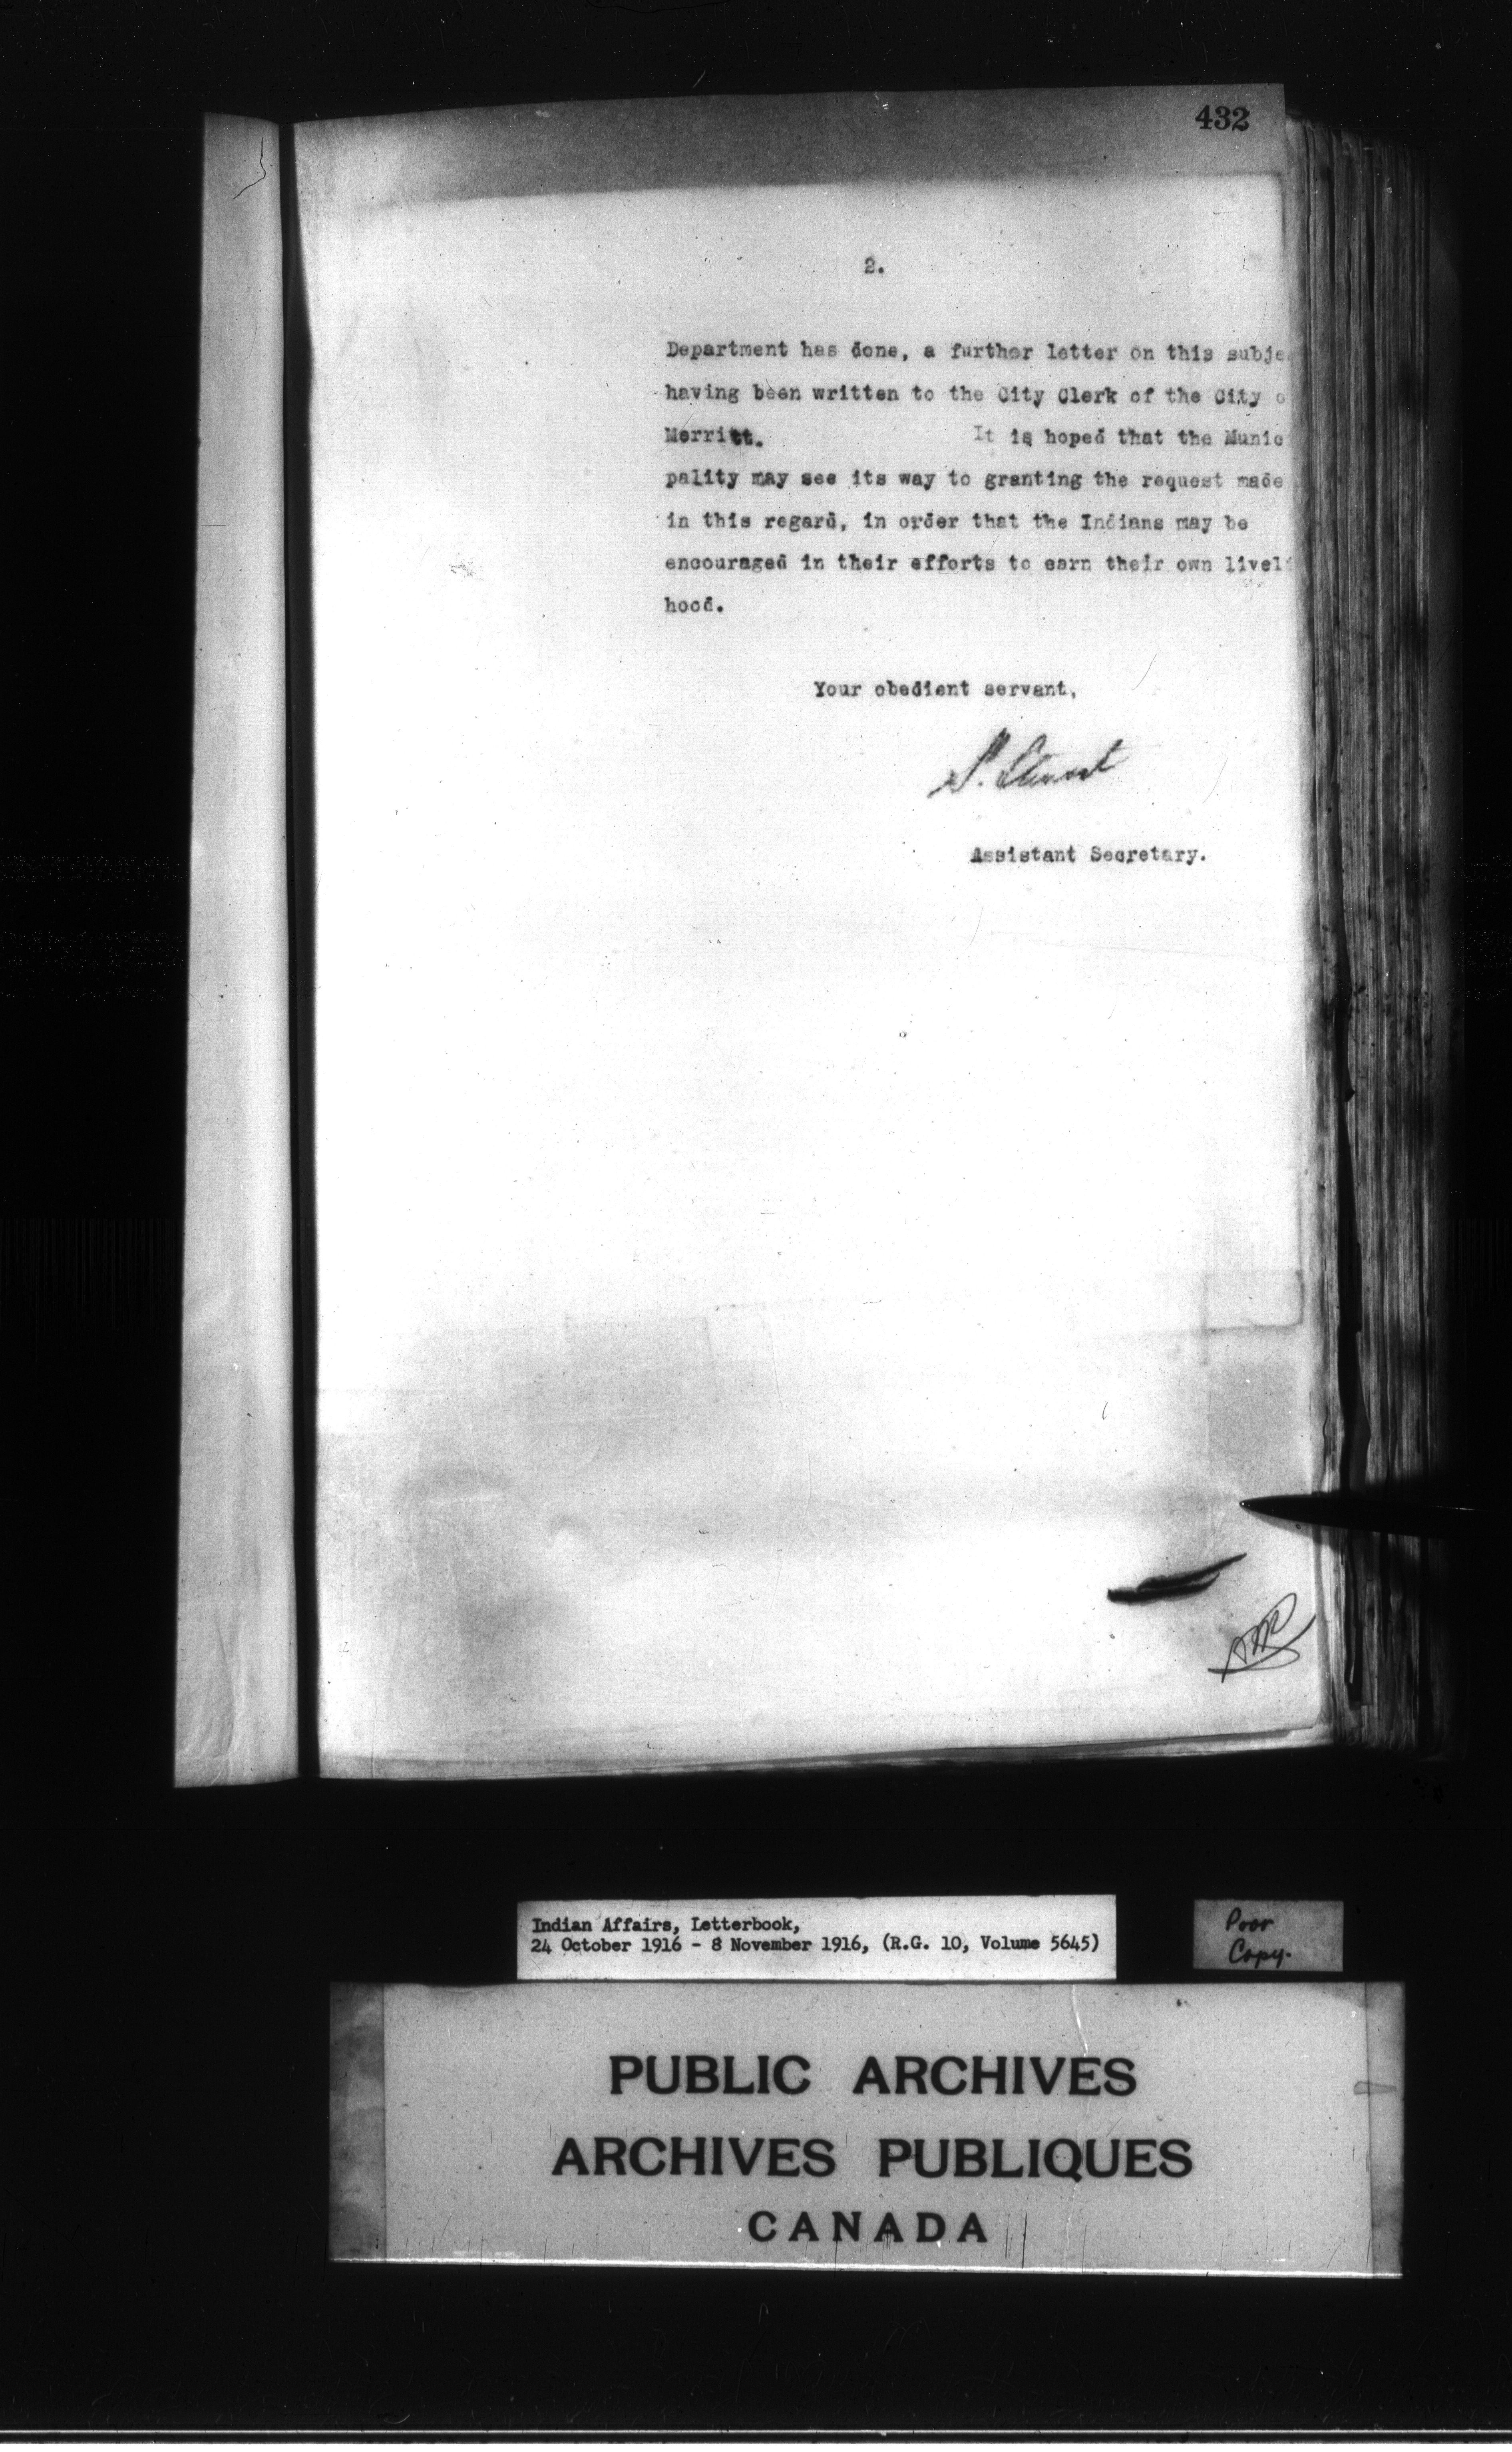 432
2.
Department has done, a further letter on this subje
having been written to the City Clerk of the City o
Merritt. It is hoped that the Munic
pality may see its way to granting the request made
in this regard, in order that the Indians may be
encouraged in their efforts to earn their own liveli
hood.
Your obedient servant,
S. Stewart
Assistant Secretary.
Indian Affairs, Letterbook,
24 October 1916 - 8 November 1916, (R.G. 10, Volume 5645)
Poor
Copy.
PUBLIC ARCHIVES
ARCHIVES PUBLIQUES
CANADA